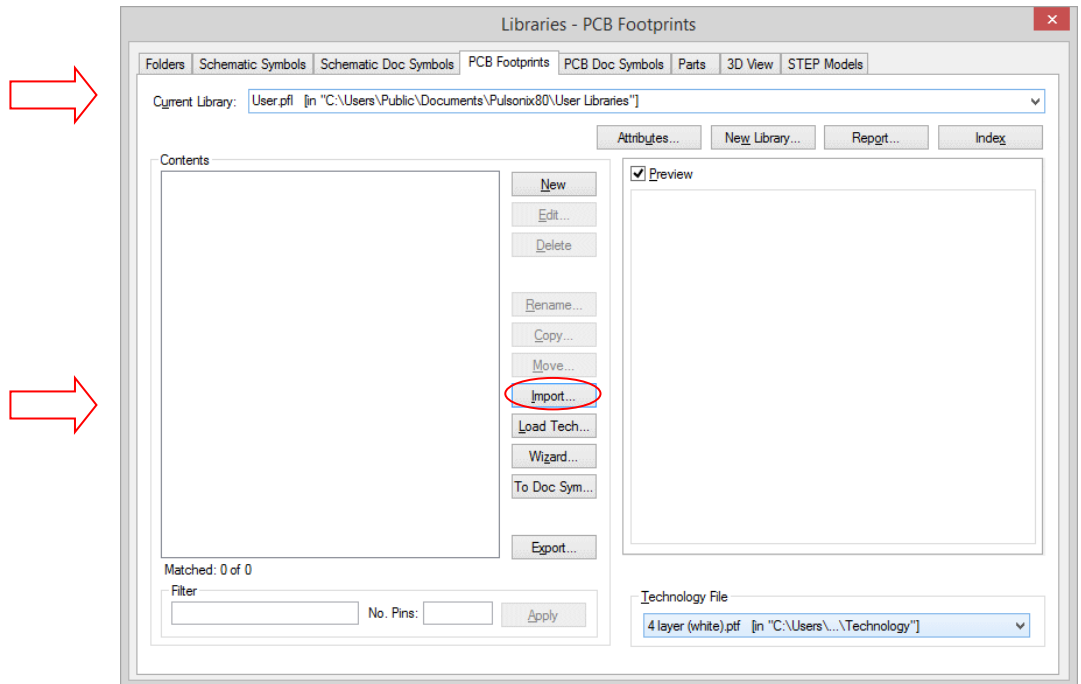 Libraries - PCB Footprints
Folders Schematic Symbols Schematic Doc Symbols PCB Footprints PCB Doc Symbols Parts 3D View STEP Models
Current Library: User.pfl [in "C:\Users\Public\Documents\Pulsonix80\User Libraries"]
Attributes... New Library... Report... Index
Contents
New
Edit...
Delete
Rename...
Copy...
Move...
Import...
Load Tech...
Wizard...
To Doc Sym...
Export...
Preview
Matched: 0 of 0
Filter
No. Pins: Apply
Technology File
4 layer (white).ptf [in "C:\Users\...\Technology"]